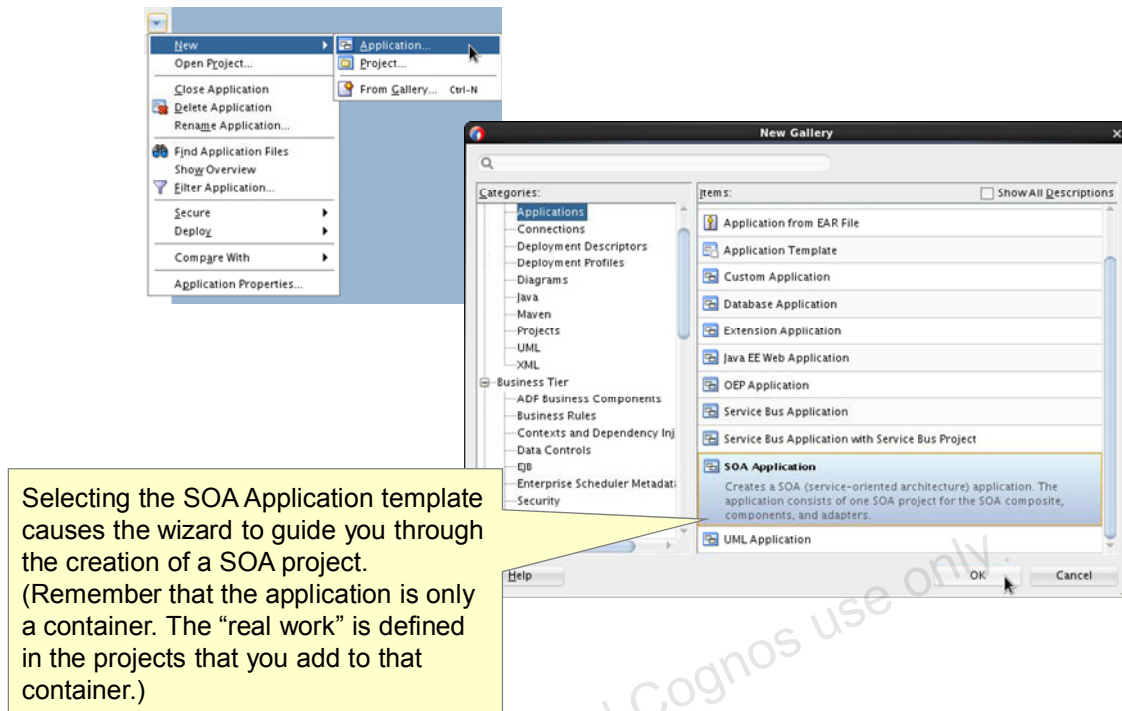 New
Application...
Open Project...
Project...
Close Application
From Gallery... Ctrl-N
Delete Application
Rename Application...
Find Application Files
Show Overview
Filter Application...
Secure
Deploy
Compare With
Application Properties...
New Gallery
Categories:
Applications
Connections
Deployment Descriptors
Deployment Profiles
Diagrams
Java
Maven
Projects
UML
XML
Business Tier
ADF Business Components
Business Rules
Contexts and Dependency Inj
Data Controls
EJB
Enterprise Scheduler Metadat
Security
Items:
Show All Descriptions
Application from EAR File
Application Template
Custom Application
Database Application
Extension Application
Java EE Web Application
OEP Application
Service Bus Application
Service Bus Application with Service Bus Project
SOA Application
Creates a SOA (service-oriented architecture) application. The
application consists of one SOA project for the SOA composite,
components, and adapters.
UML Application
Help
OK
Cancel
Selecting the SOA Application template
causes the wizard to guide you through
the creation of a SOA project.
(Remember that the application is only
a container. The “real work” is defined
in the projects that you add to that
container.)
Cognos use only.